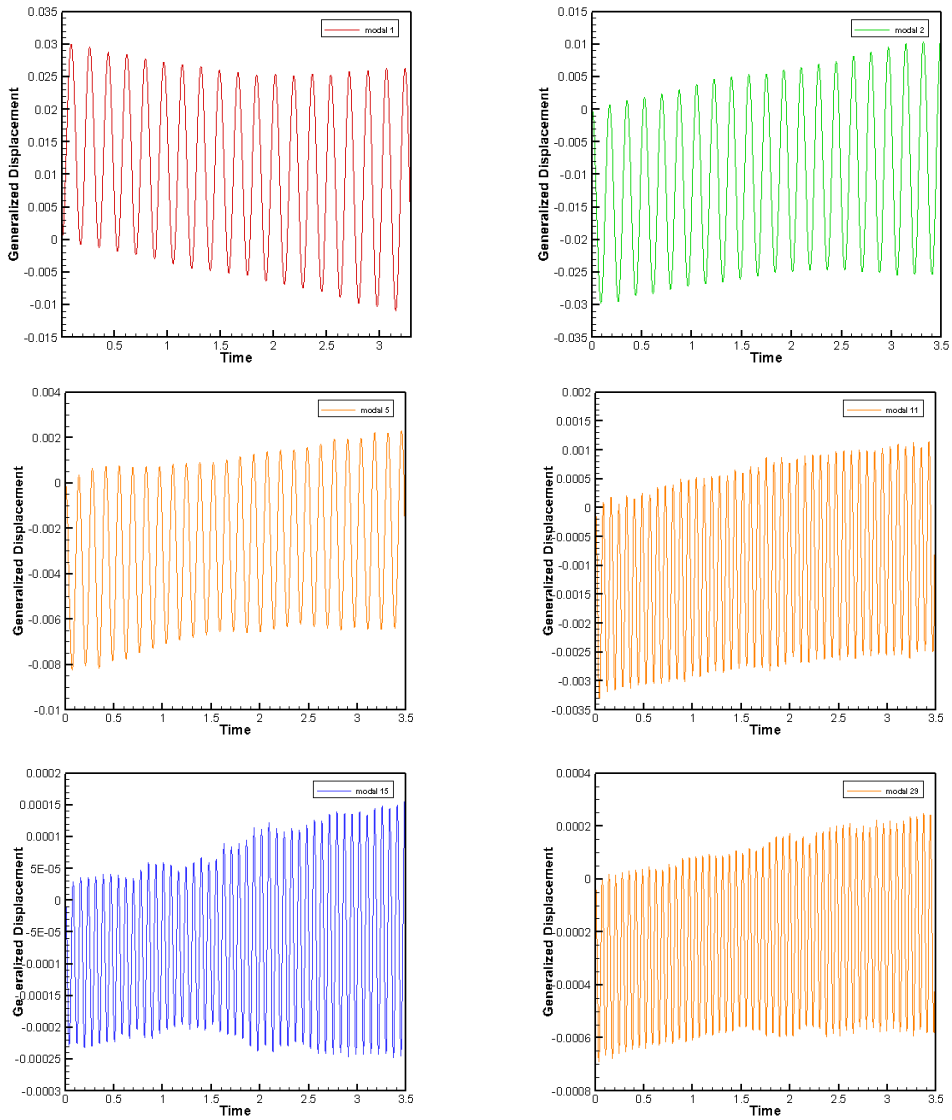 0.035
0.03
0.025
0.02
0.015
0.01
0.005
0
-0.005
-0.01
-0.015
Generalized Displacement
modal 1
0.5 1 1.5 2 2.5 3
Time
0.015
0.01
0.005
0
-0.005
-0.01
-0.015
-0.02
-0.025
-0.03
-0.035
Generalized Displacement
modal 2
0 0.5 1 1.5 2 2.5 3 3.5
Time
0.004
0.002
0
-0.002
-0.004
-0.006
-0.008
-0.01
Generalized Displacement
modal 5
0 0.5 1 1.5 2 2.5 3 3.5
Time
0.002
0.0015
0.001
0.0005
0
-0.0005
-0.001
-0.0015
-0.002
-0.0025
-0.003
-0.0035
Generalized Displacement
modal 11
0 0.5 1 1.5 2 2.5 3 3.5
Time
0.0002
0.00015
0.0001
5E-05
0
-5E-05
-0.0001
-0.00015
-0.0002
-0.00025
-0.0003
Generalized Displacement
modal 15
0 0.5 1 1.5 2 2.5 3 3.5
Time
0.0004
0.0002
0
-0.0002
-0.0004
-0.0006
-0.0008
Generalized Displacement
modal 29
0 0.5 1 1.5 2 2.5 3 3.5
Time